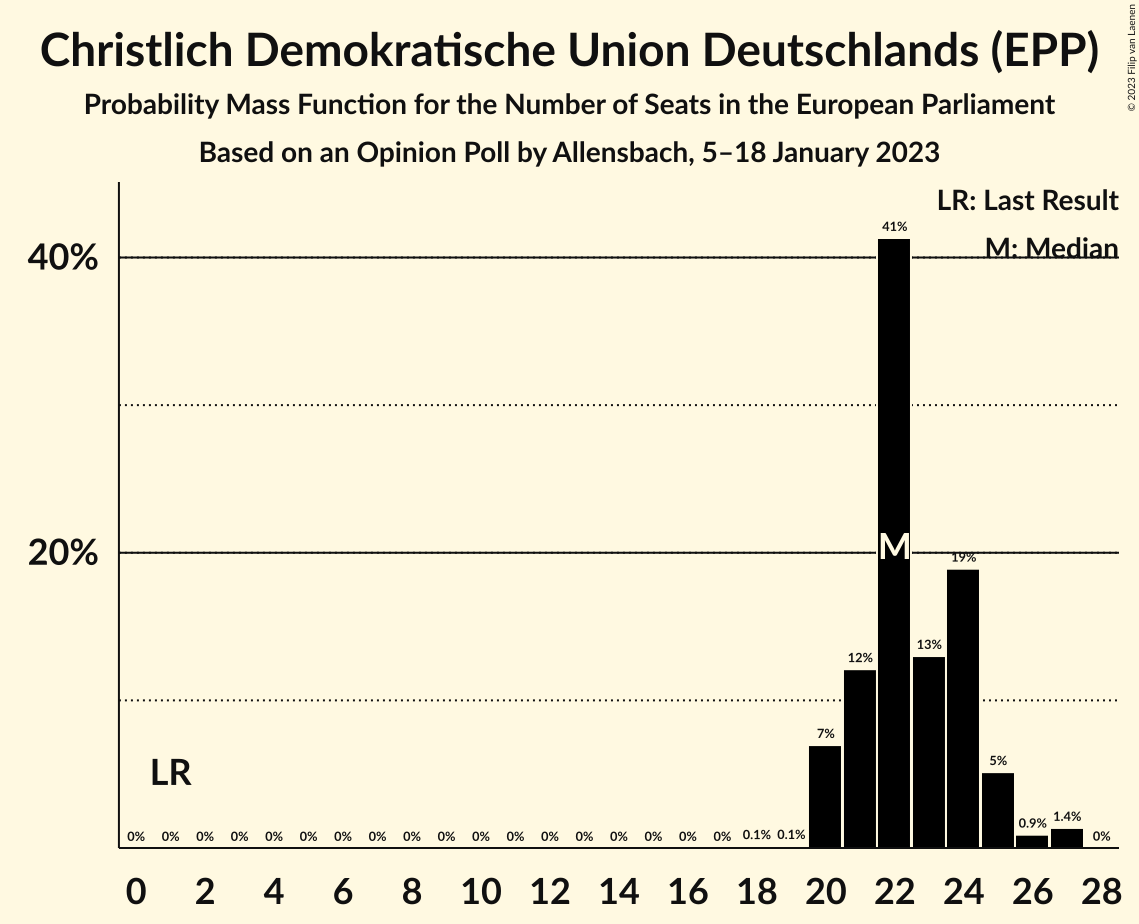 Christlich Demokratische Union Deutschlands (EPP)
Probability Mass Function for the Number of Seats in the European Parliament
Based on an Opinion Poll by Allensbach, 5–18 January 2023
© 2023 Filip van Laenen
LR: Last Result
M: Median
40%
20%
41%
M
19%
13%
12%
7%
5%
LR
0% 0% 0% 0% 0% 0% 0% 0% 0% 0% 0% 0% 0% 0% 0% 0% 0% 0% 0.1% 0.1% 0.9% 1.4% 0%
0 2 4 6 8 10 12 14 16 18 20 22 24 26 28